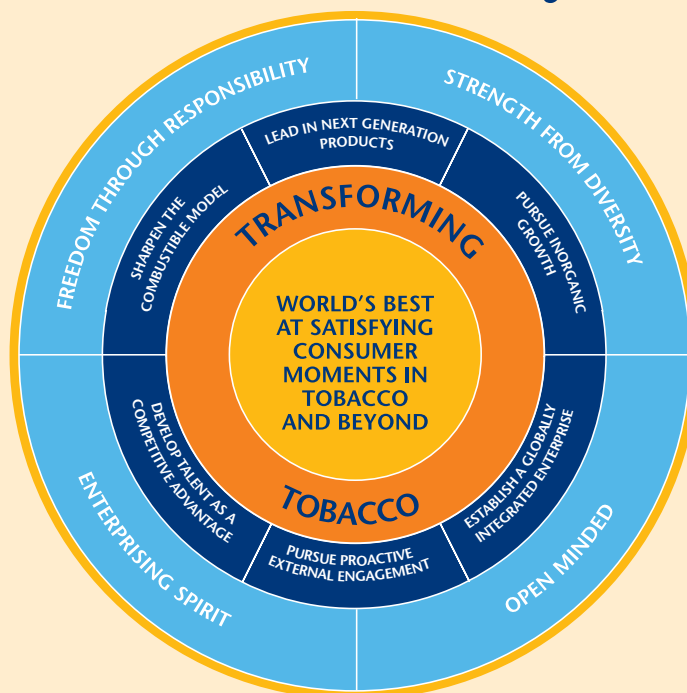 FREEDOM THROUGH RESPONSIBILITY
STRENGTH FROM DIVERSITY
LEAD IN NEXT GENERATION
PRODUCTS
SHARPEN THE
COMBUSTIBLE MODEL
PURSUE INORGANIC
GROWTH
TRANSFORMING
WORLD'S BEST
AT SATISFYING
CONSUMER
MOMENTS IN
TOBACCO
AND BEYOND
TOBACCO
DEVELOP TALENT AS A
COMPETITIVE ADVANTAGE
ESTABLISH A GLOBALLY
INTEGRATED ENTERPRISE
PURSUE PROACTIVE
EXTERNAL ENGAGEMENT
ENTERPRISING SPIRIT
OPEN MINDED